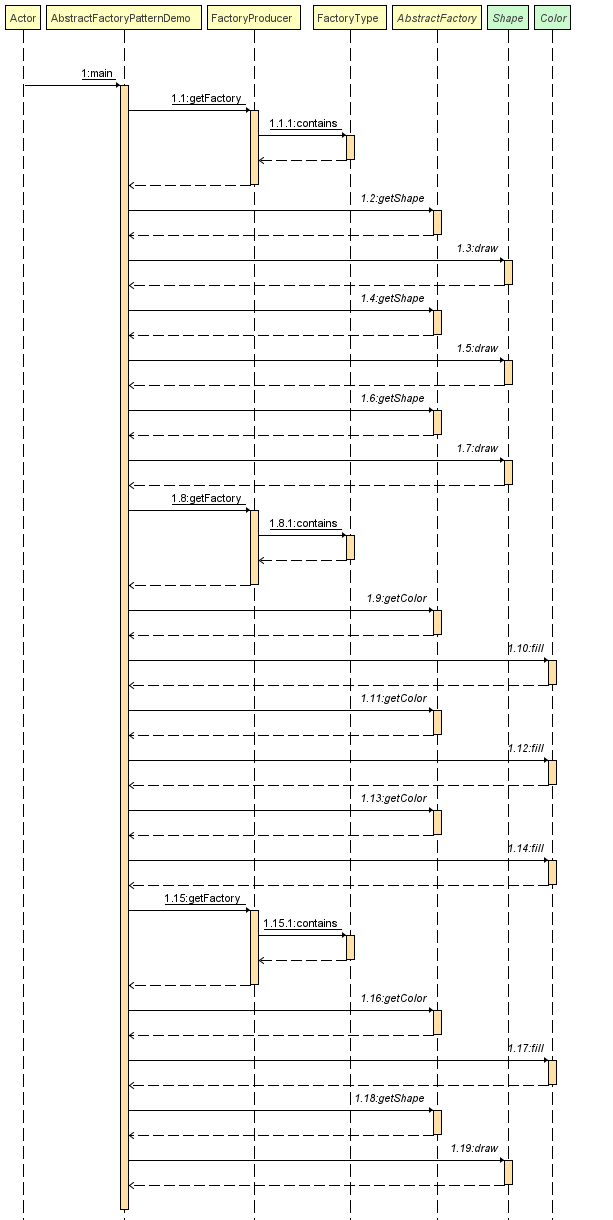 Actor
AbstractFactoryPatternDemo
FactoryProducer
FactoryType
AbstractFactory
Shape
Color
1:main
1.1:getFactory
1.1.1:contains
1.2:getShape
1.3:draw
1.4:getShape
1.5:draw
1.6:getShape
1.7:draw
1.8:getFactory
1.8.1:contains
1.9:getColor
1.10:fill
1.11:getColor
1.12:fill
1.13:getColor
1.14:fill
1.15:getFactory
1.15.1:contains
1.16:getColor
1.17:fill
1.18:getShape
1.19:draw